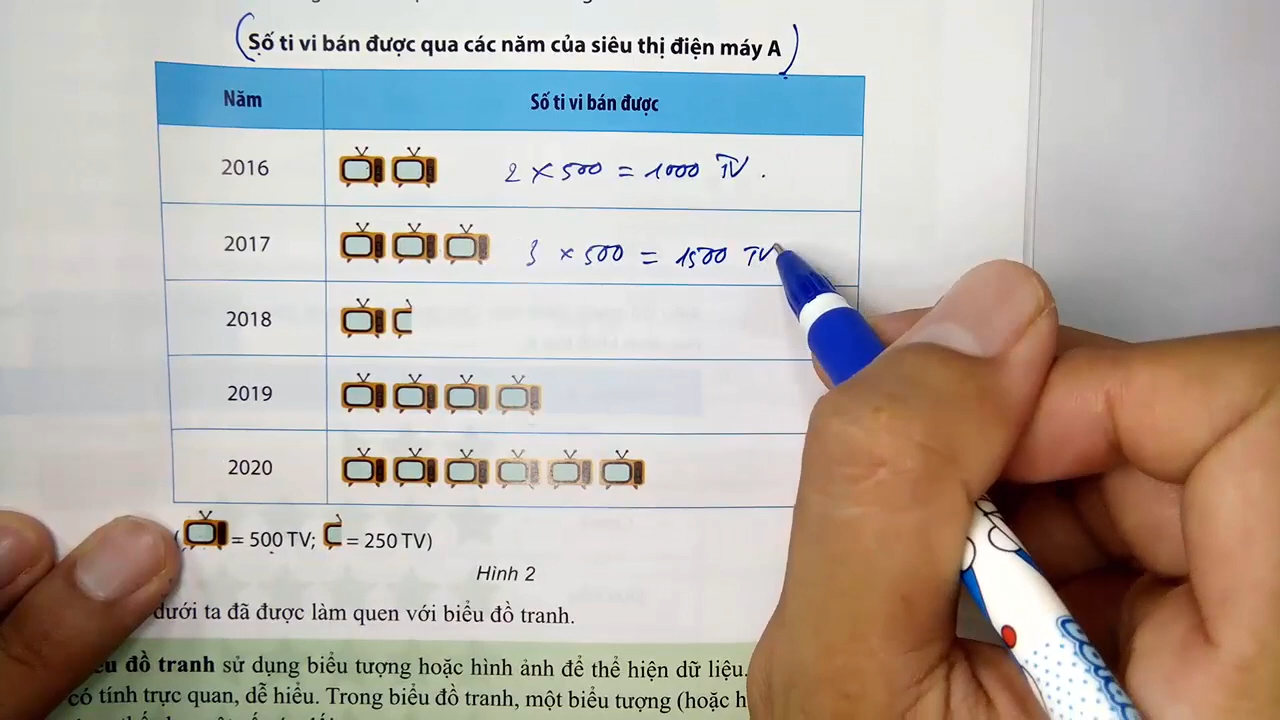 Số ti vi bán được qua các năm của siêu thị điện máy A
Năm Số ti vi bán được
2016 2 × 500 = 1000 TV.
2017 3 × 500 = 1500 TV
2018
2019
2020
( = 500 TV; = 250 TV)
Hình 2
dưới ta đã được làm quen với biểu đồ tranh.
đồ tranh sử dụng biểu tượng hoặc hình ảnh để thể hiện dữ liệu.
có tính trực quan, dễ hiểu. Trong biểu đồ tranh, một biểu tượng (hoặc h